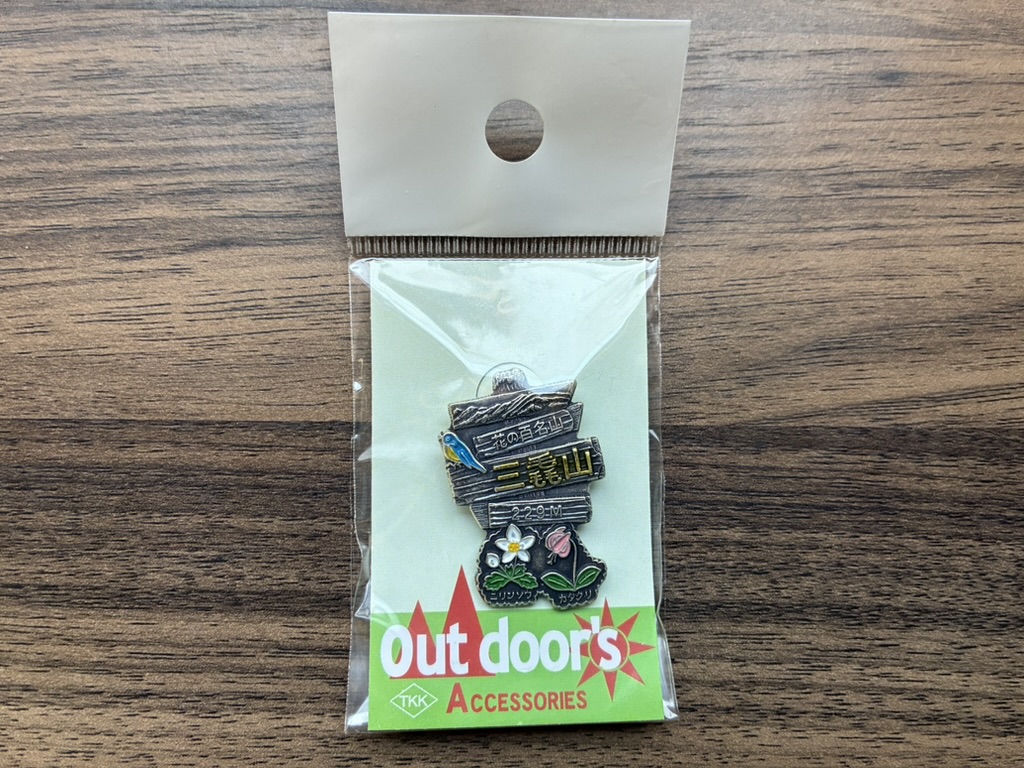 花の百名山
三毳山
229M
ニリンソウ カタクリ
Out door's
TKK ACCESSORIES